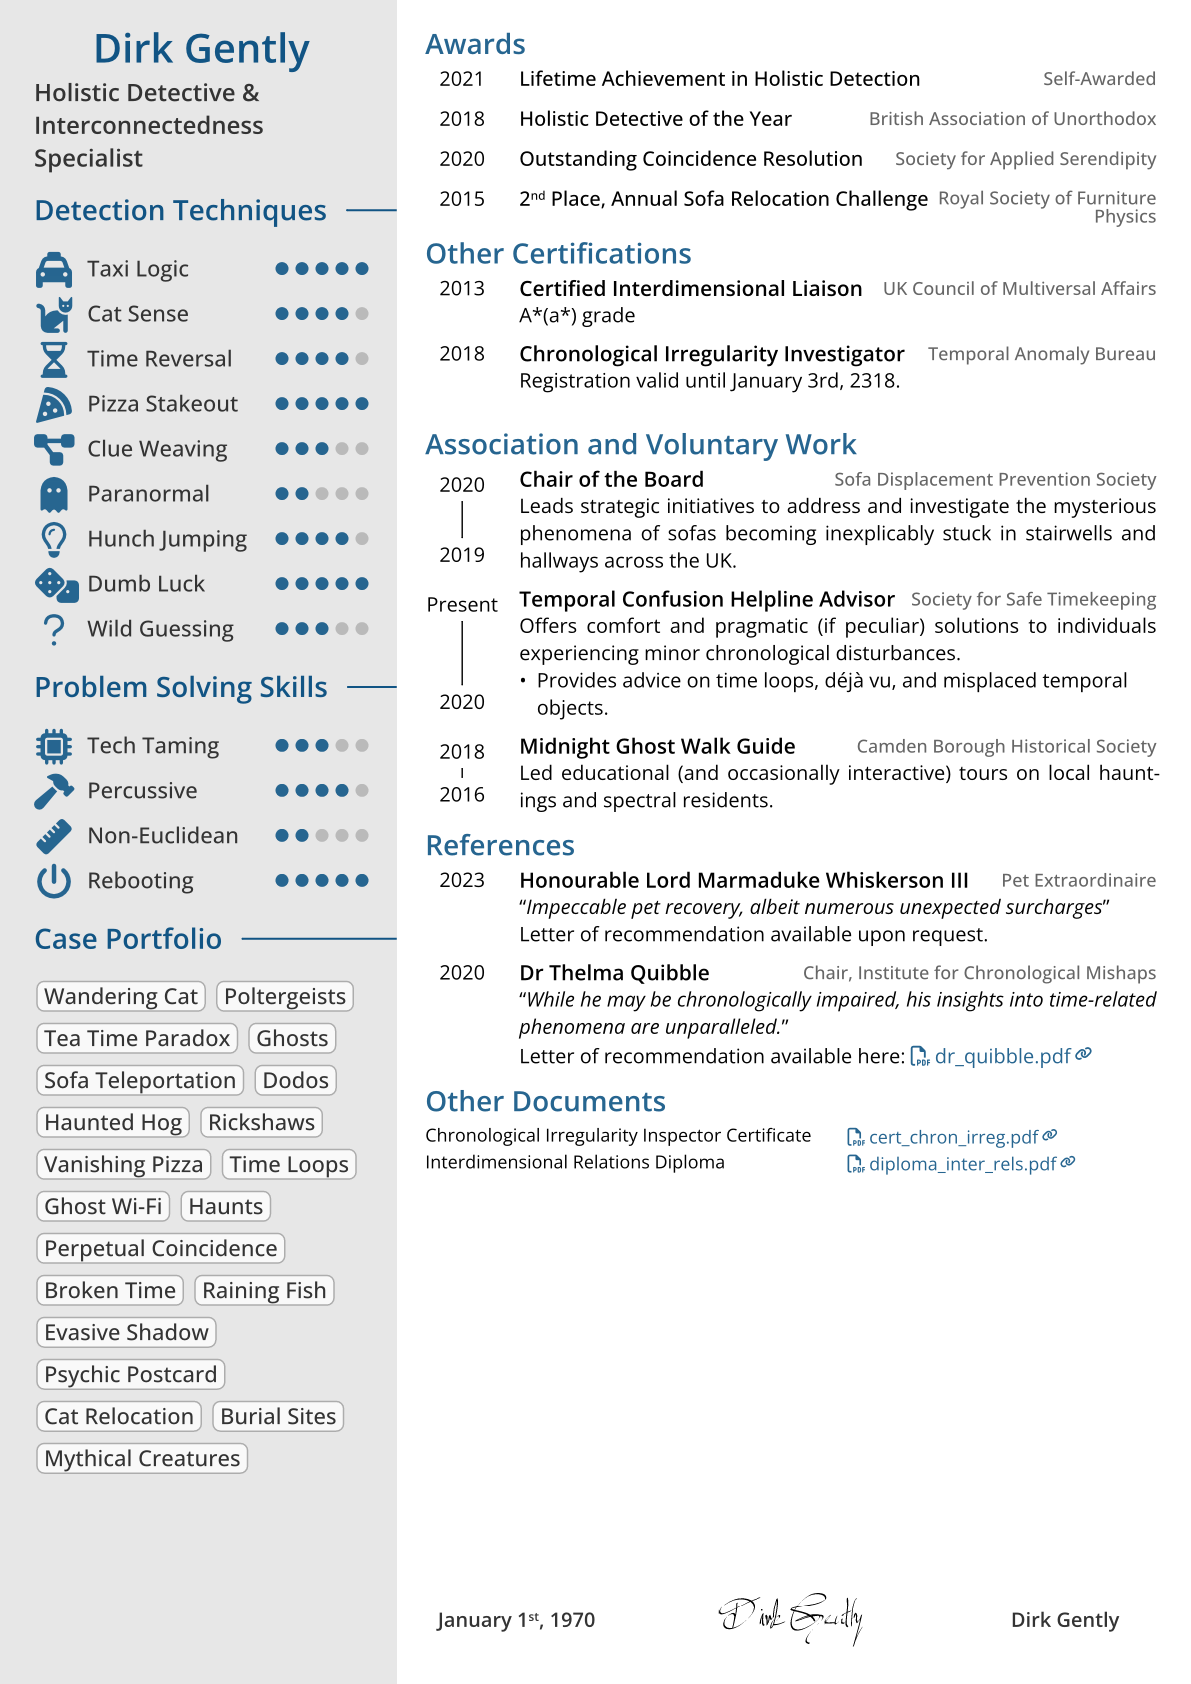 Dirk Gently
Holistic Detective &
Interconnectedness
Specialist
Detection Techniques
Taxi Logic
Cat Sense
Time Reversal
Pizza Stakeout
Clue Weaving
Paranormal
Hunch Jumping
Dumb Luck
Wild Guessing
Problem Solving Skills
Tech Taming
Percussive
Non-Euclidean
Rebooting
Case Portfolio
Wandering Cat Poltergeists
Tea Time Paradox Ghosts
Sofa Teleportation Dodos
Haunted Hog Rickshaws
Vanishing Pizza Time Loops
Ghost Wi-Fi Haunts
Perpetual Coincidence
Broken Time Raining Fish
Evasive Shadow
Psychic Postcard
Cat Relocation Burial Sites
Mythical Creatures
Awards
2021 Lifetime Achievement in Holistic Detection Self-Awarded
2018 Holistic Detective of the Year British Association of Unorthodox
2020 Outstanding Coincidence Resolution Society for Applied Serendipity
2015 2nd Place, Annual Sofa Relocation Challenge Royal Society of Furniture
Physics
Other Certifications
2013 Certified Interdimensional Liaison UK Council of Multiversal Affairs
A*(a*) grade
2018 Chronological Irregularity Investigator Temporal Anomaly Bureau
Registration valid until January 3rd, 2318.
Association and Voluntary Work
2020 Chair of the Board Sofa Displacement Prevention Society
Leads strategic initiatives to address and investigate the mysterious
phenomena of sofas becoming inexplicably stuck in stairwells and
2019 hallways across the UK.
Present Temporal Confusion Helpline Advisor Society for Safe Timekeeping
Offers comfort and pragmatic (if peculiar) solutions to individuals
experiencing minor chronological disturbances.
• Provides advice on time loops, déjà vu, and misplaced temporal
2020 objects.
2018 Midnight Ghost Walk Guide Camden Borough Historical Society
Led educational (and occasionally interactive) tours on local haunt-
2016 ings and spectral residents.
References
2023 Honourable Lord Marmaduke Whiskerson III Pet Extraordinaire
“Impeccable pet recovery, albeit numerous unexpected surcharges”
Letter of recommendation available upon request.
2020 Dr Thelma Quibble Chair, Institute for Chronological Mishaps
“While he may be chronologically impaired, his insights into time-related
phenomena are unparalleled.”
Letter of recommendation available here: PDF dr_quibble.pdf
Other Documents
Chronological Irregularity Inspector Certificate PDF cert_chron_irreg.pdf
Interdimensional Relations Diploma PDF diploma_inter_rels.pdf
January 1st, 1970 Dirk Gently Dirk Gently